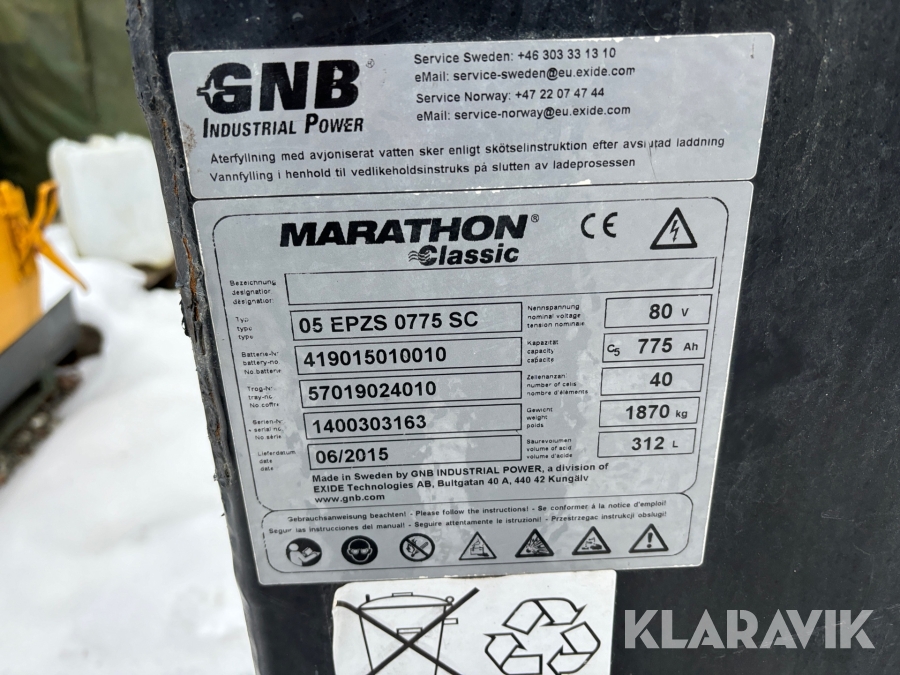 GNB®
INDUSTRIAL POWER
Service Sweden: +46 303 33 13 10
eMail: service-sweden@eu.exide.com
Service Norway: +47 22 07 47 44
eMail: service-norway@eu.exide.com
Återfyllning med avjoniserat vatten sker enligt skötselinstruktion efter avslutad laddning
Vannfylling i henhold til vedlikeholdsinstruks på slutten av ladeprosessen
MARATHON®
Classic
CE
Bezeichnung
designation
désignation
Typ
type
type
05 EPZS 0775 SC
Nennspannung
nominal voltage
tension nominale
80 V
Batterie-Nr.
battery-no.
No.batterie
419015010010
Kapazität
capacity
capacité
C5 775 Ah
Trog-Nr.
tray-no.
No.coffre
57019024010
Zellenanzahl
number of cells
nombre d'éléments
40
Serien-Nr.
serial no.
No.série
1400303163
Gewicht
weight
poids
1870 kg
Lieferdatum
date
date
06/2015
Säurevolumen
volume of acid
volume d'acide
312 L
Made in Sweden by GNB INDUSTRIAL POWER, a division of
EXIDE Technologies AB, Bultgatan 40 A, 440 42 Kungälv
www.gnb.com
Gebrauchsanweisung beachten! - Please follow the instructions! - Se conformer à la notice d'emploi!
Seguir las instrucciones del manual! - Seguire attentamente le istruzioni! - Przestrzegac instrukcji obslugi!
KLARAVIK